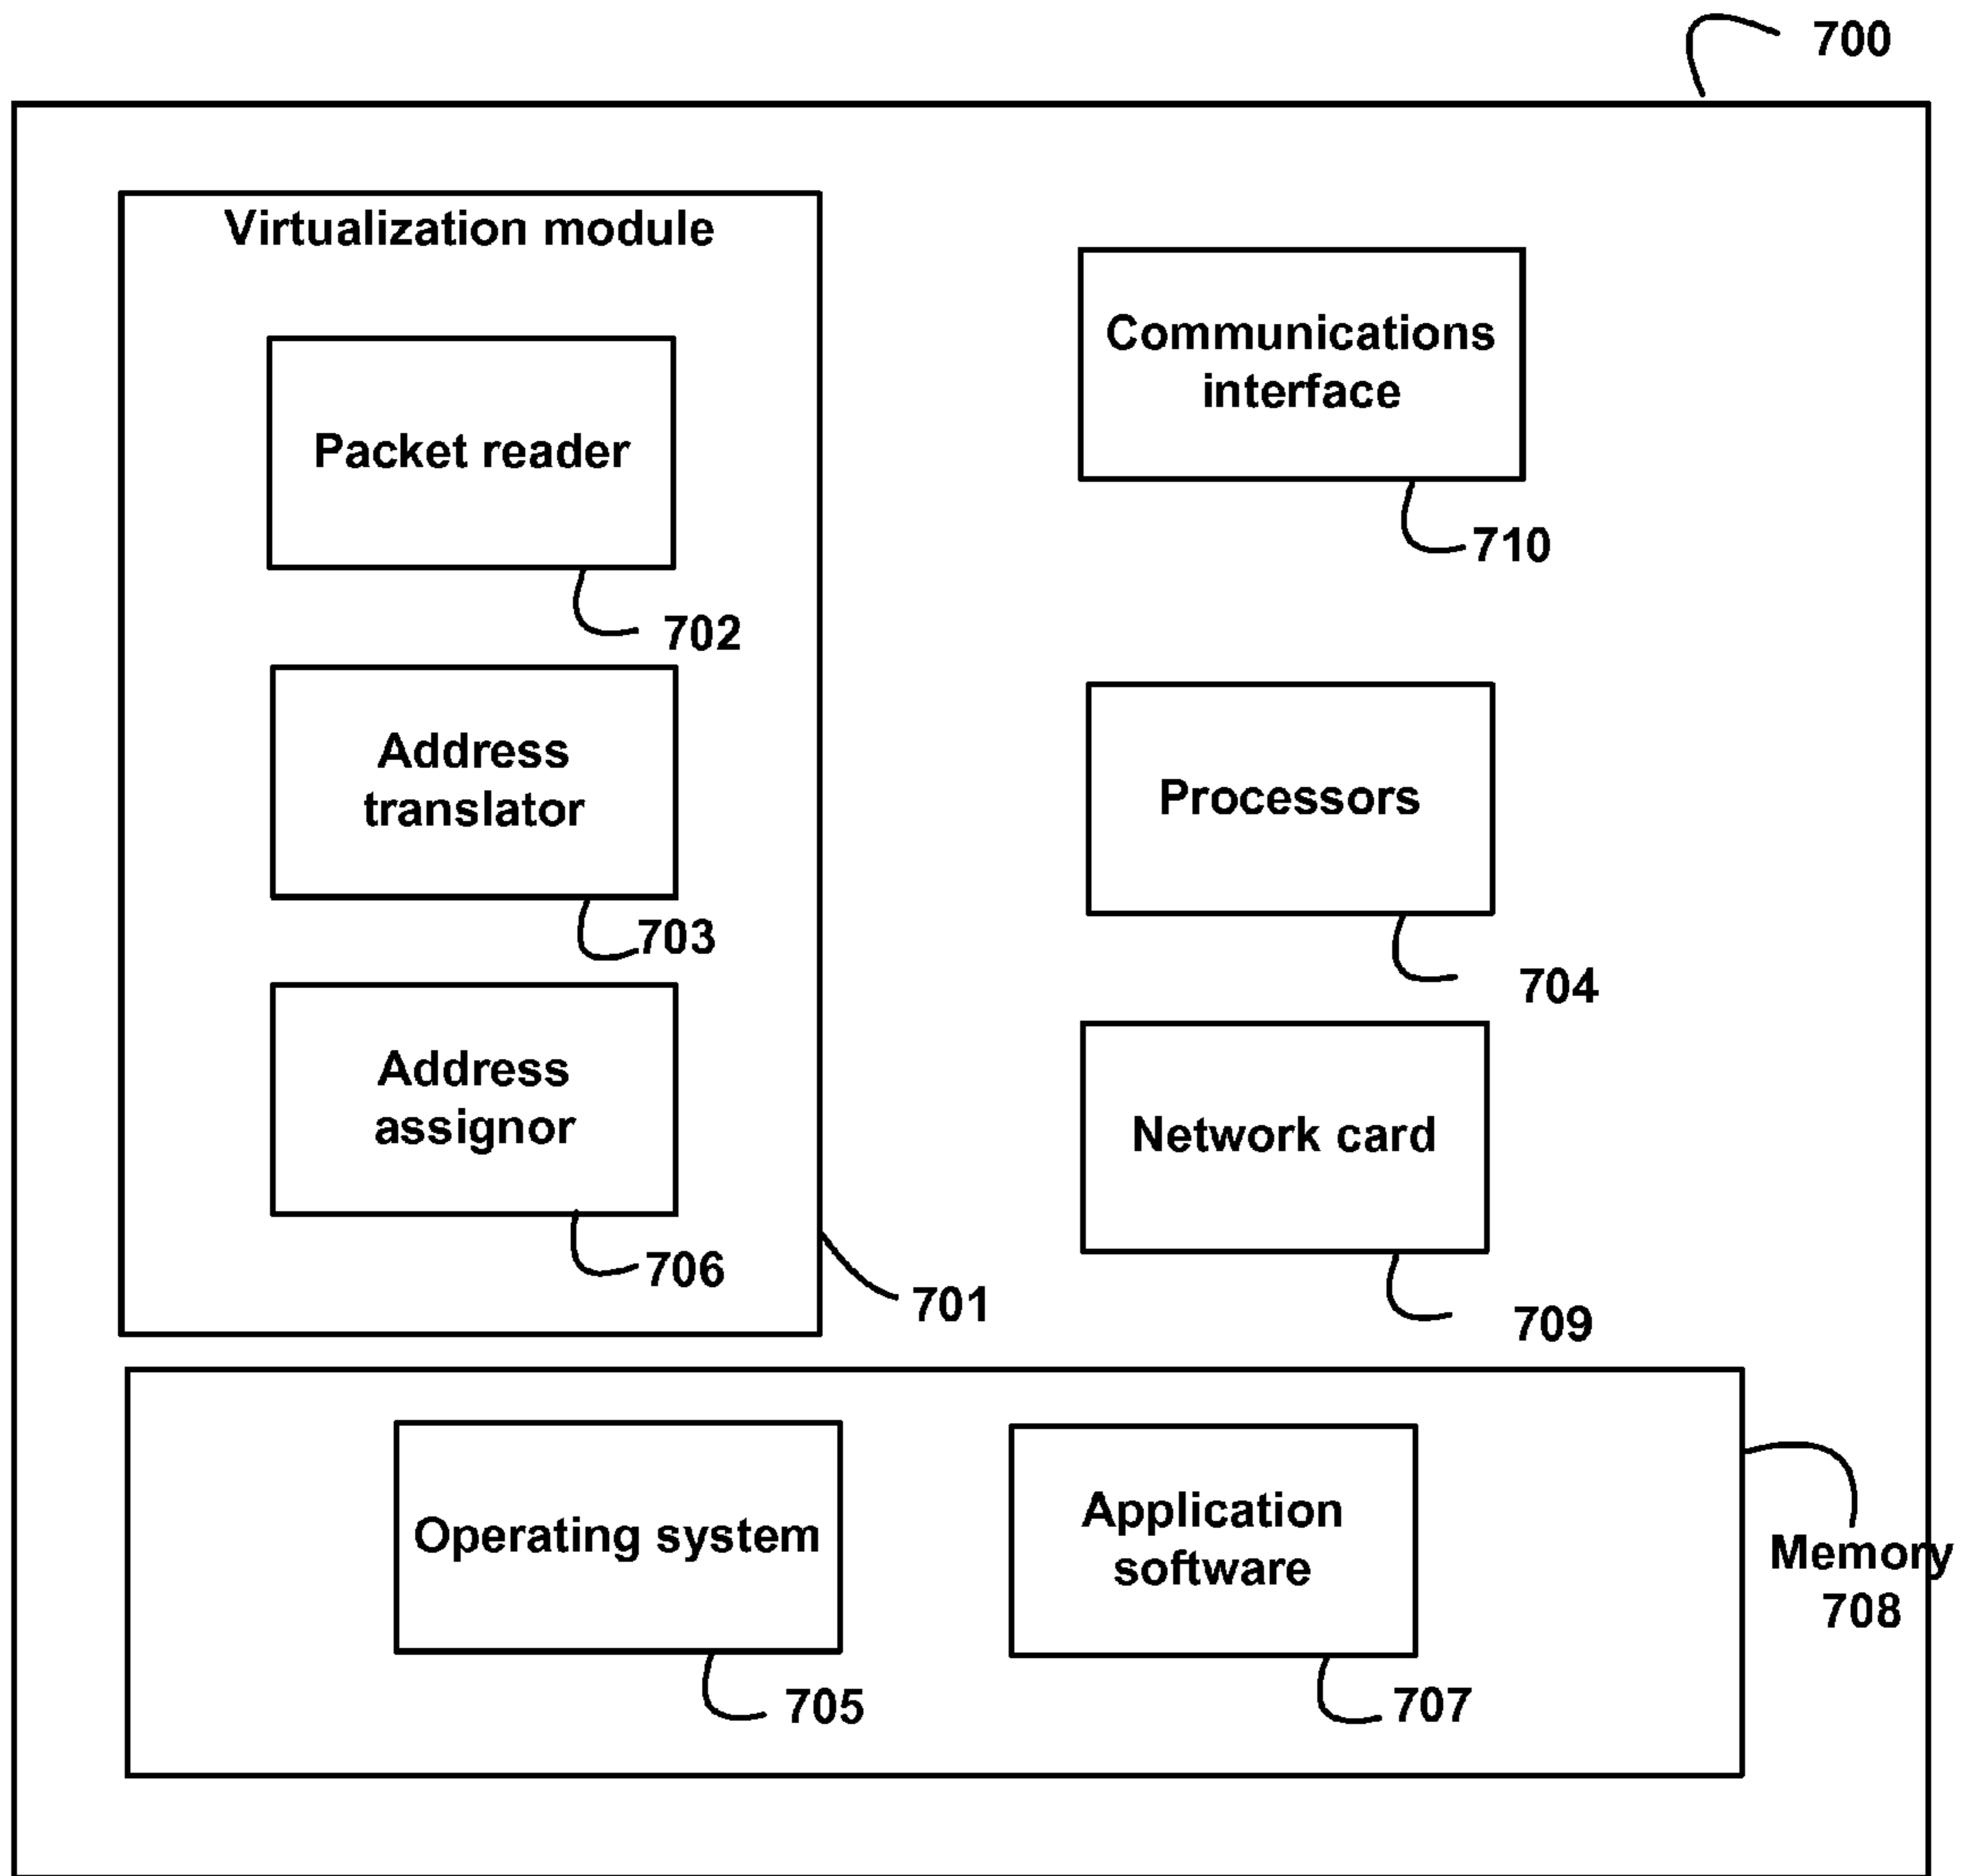 700
Virtualization module
Packet reader
702
Address
translator
703
Address
assignor
706
701
Communications
interface
710
Processors
704
Network card
709
Operating system
705
Application
software
707
Memory
708